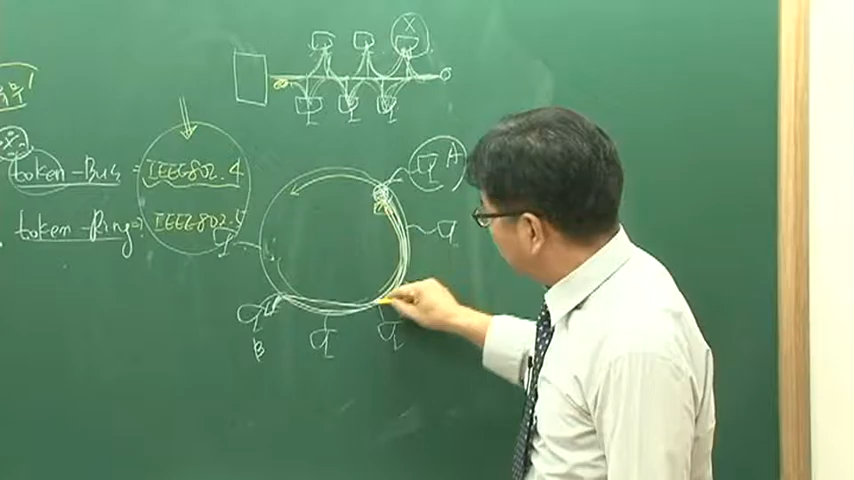 X
token-Bus = IEEE802.4
token-Ring = IEEE802.5
A
B